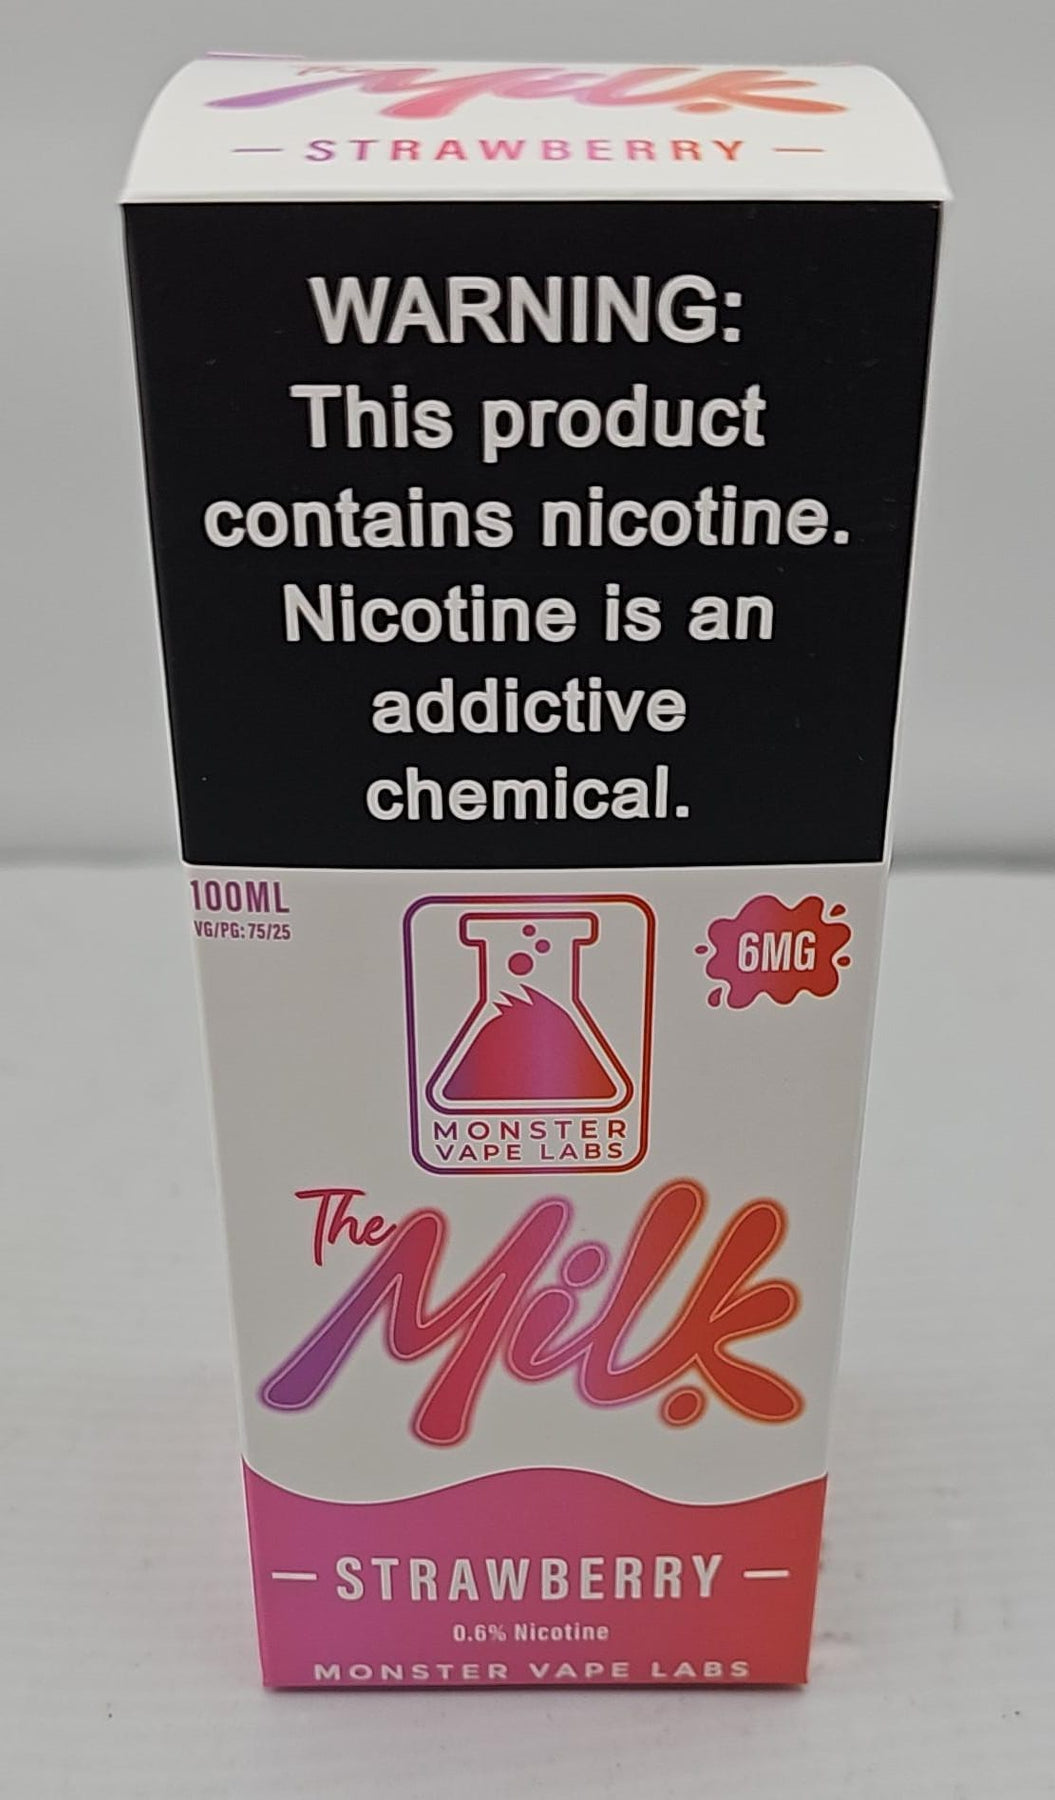 The Milk
— STRAWBERRY —
WARNING:
This product
contains nicotine.
Nicotine is an
addictive
chemical.
100ML
VG/PG: 75/25
6MG
MONSTER
VAPE LABS
The Milk
— STRAWBERRY —
0.6% Nicotine
MONSTER VAPE LABS